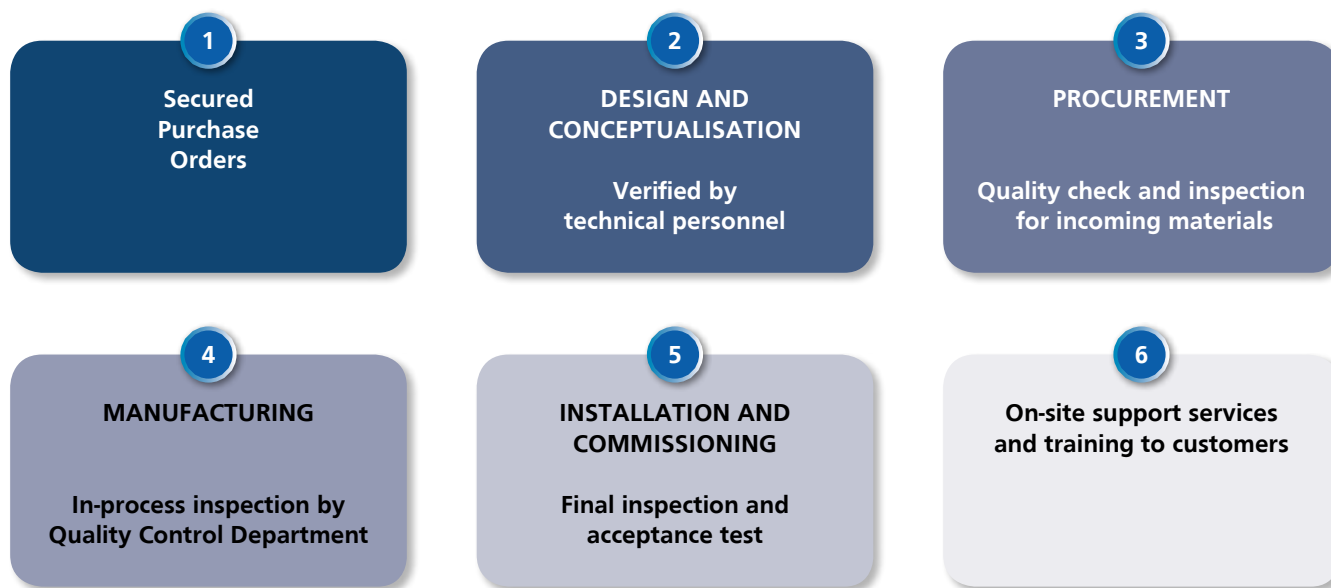 1
Secured
Purchase
Orders
2
DESIGN AND
CONCEPTUALISATION
Verified by
technical personnel
3
PROCUREMENT
Quality check and inspection
for incoming materials
4
MANUFACTURING
In-process inspection by
Quality Control Department
5
INSTALLATION AND
COMMISSIONING
Final inspection and
acceptance test
6
On-site support services
and training to customers